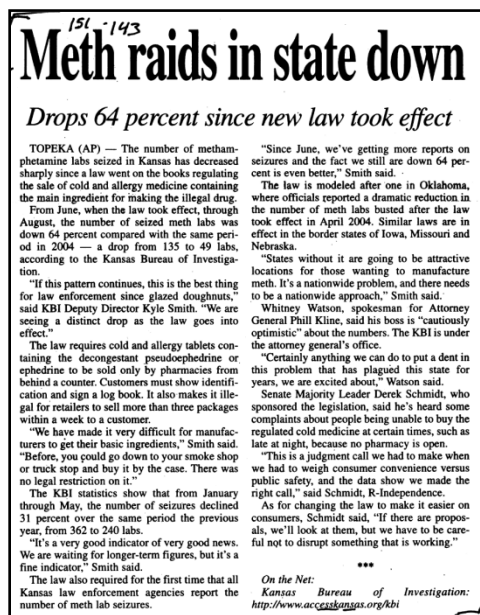 151 -143
Meth raids in state down
Drops 64 percent since new law took effect
TOPEKA (AP) — The number of metham-
phetamine labs seized in Kansas has decreased
sharply since a law went on the books regulating
the sale of cold and allergy medicine containing
the main ingredient for making the illegal drug.
From June, when the law took effect, through
August, the number of seized meth labs was
down 64 percent compared with the same peri-
od in 2004 — a drop from 135 to 49 labs,
according to the Kansas Bureau of Investiga-
tion.
"If this pattern continues, this is the best thing
for law enforcement since glazed doughnuts,"
said KBI Deputy Director Kyle Smith. "We are
seeing a distinct drop as the law goes into
effect."
The law requires cold and allergy tablets con-
taining the decongestant pseudoephedrine or
ephedrine to be sold only by pharmacies from
behind a counter. Customers must show identifi-
cation and sign a log book. It also makes it ille-
gal for retailers to sell more than three packages
within a week to a customer.
"We have made it very difficult for manufac-
turers to get their basic ingredients," Smith said.
"Before, you could go down to your smoke shop
or truck stop and buy it by the case. There was
no legal restriction on it."
The KBI statistics show that from January
through May, the number of seizures declined
31 percent over the same period the previous
year, from 362 to 240 labs.
"It's a very good indicator of very good news.
We are waiting for longer-term figures, but it's a
fine indicator," Smith said.
The law also required for the first time that all
Kansas law enforcement agencies report the
number of meth lab seizures.
"Since June, we've getting more reports on
seizures and the fact we still are down 64 per-
cent is even better," Smith said.
The law is modeled after one in Oklahoma,
where officials reported a dramatic reduction in
the number of meth labs busted after the law
took effect in April 2004. Similar laws are in
effect in the border states of Iowa, Missouri and
Nebraska.
"States without it are going to be attractive
locations for those wanting to manufacture
meth. It's a nationwide problem, and there needs
to be a nationwide approach," Smith said.
Whitney Watson, spokesman for Attorney
General Phill Kline, said his boss is "cautiously
optimistic" about the numbers. The KBI is under
the attorney general's office.
"Certainly anything we can do to put a dent in
this problem that has plagued this state for
years, we are excited about," Watson said.
Senate Majority Leader Derek Schmidt, who
sponsored the legislation, said he's heard some
complaints about people being unable to buy the
regulated cold medicine at certain times, such as
late at night, because no pharmacy is open.
"This is a judgment call we had to make when
we had to weigh consumer convenience versus
public safety, and the data show we made the
right call," said Schmidt, R-Independence.
As for changing the law to make it easier on
consumers, Schmidt said, "If there are propos-
als, we'll look at them, but we have to be care-
ful not to disrupt something that is working."
***
On the Net:
Kansas Bureau of Investigation:
http://www.accesskansas.org/kbi